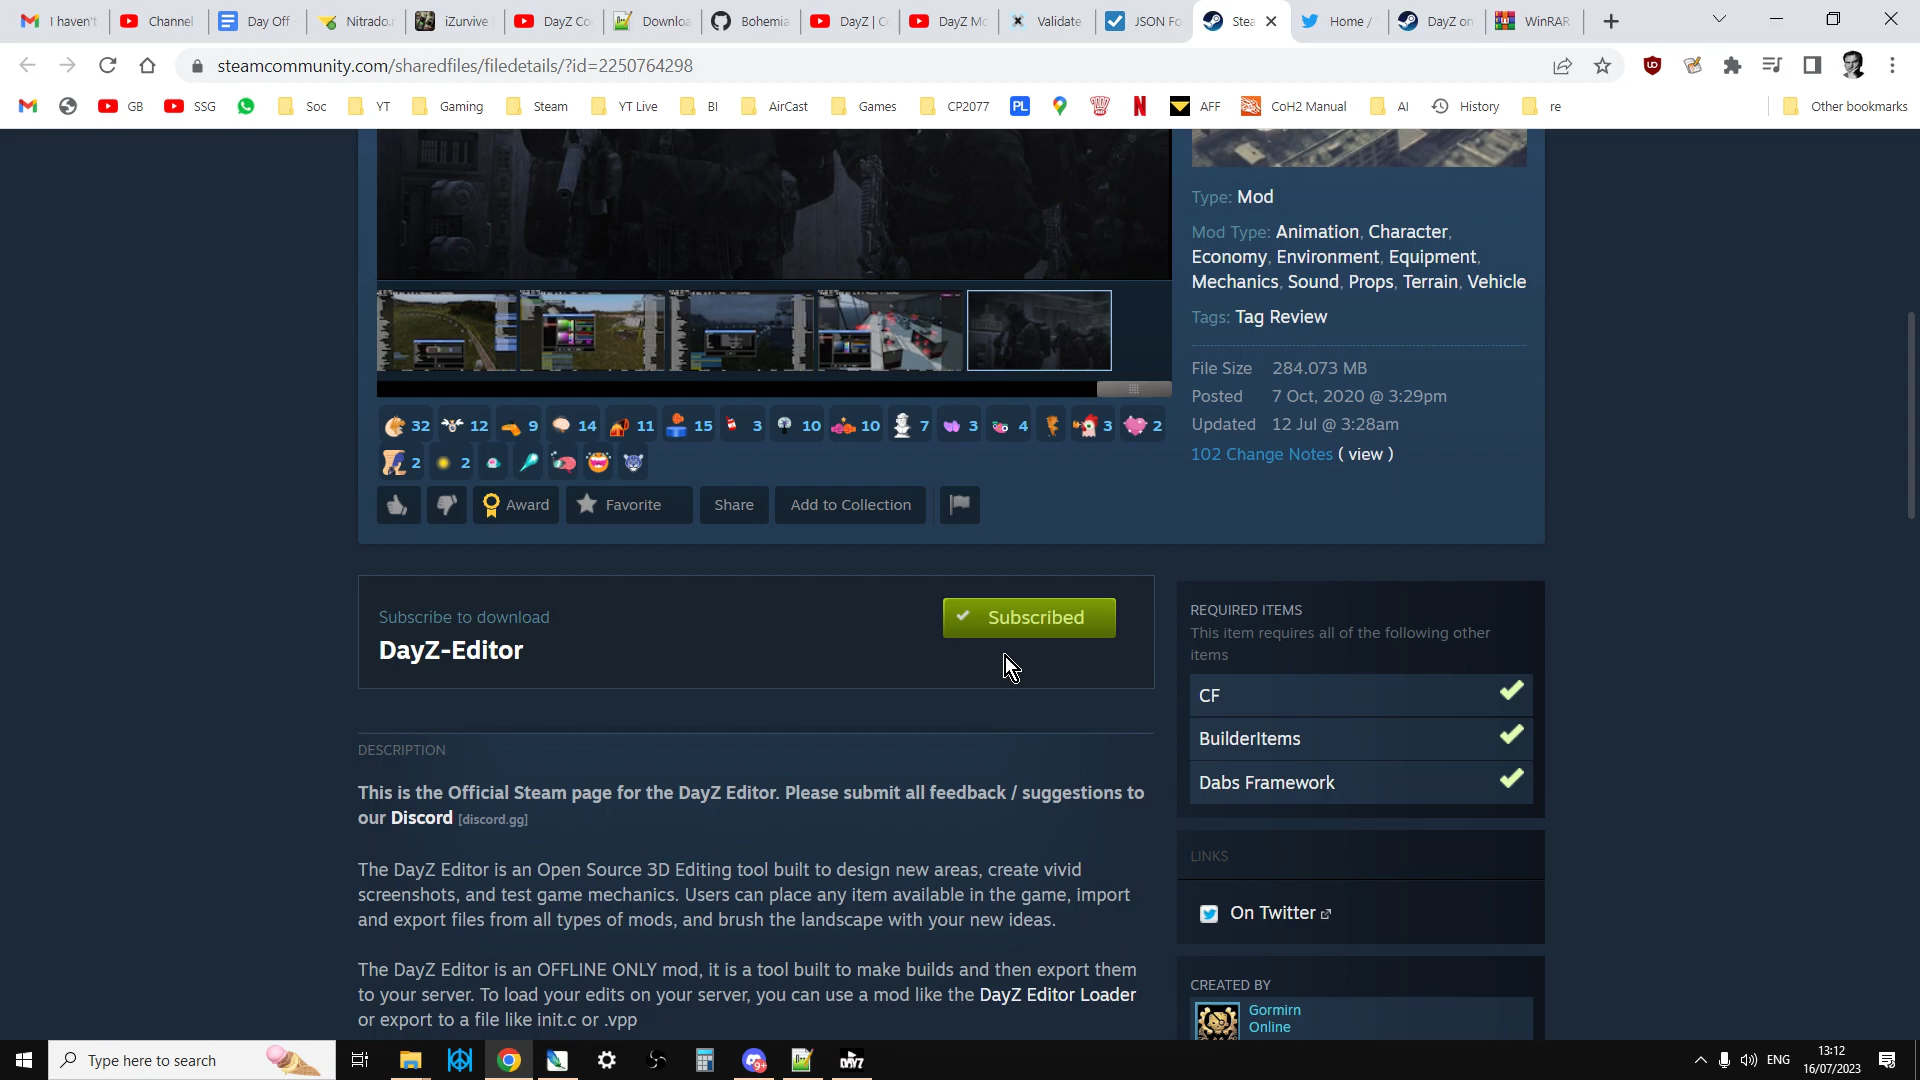 I haven't
Channel
Day Off
Nitrado.n
iZurvive
DayZ Co
Downloa
Bohemia
DayZ | C
DayZ Mo
Validate
JSON Fo
Stea
Home /
DayZ on
WinRAR
steamcommunity.com/sharedfiles/filedetails/?id=2250764298
GB
SSG
Soc
YT
Gaming
Steam
YT Live
BI
AirCast
Games
CP2077
PL
AFF
CoH2 Manual
AI
History
re
Other bookmarks
Type: Mod
Mod Type: Animation, Character,
Economy, Environment, Equipment,
Mechanics, Sound, Props, Terrain, Vehicle
Tags: Tag Review
File Size 284.073 MB
Posted 7 Oct, 2020 @ 3:29pm
Updated 12 Jul @ 3:28am
102 Change Notes ( view )
32 12 9 14 11 15 3 10 10 7 3 4 3 2
2 2
Award
Favorite
Share
Add to Collection
Subscribe to download
DayZ-Editor
Subscribed
DESCRIPTION
This is the Official Steam page for the DayZ Editor. Please submit all feedback / suggestions to
our Discord [discord.gg]
The DayZ Editor is an Open Source 3D Editing tool built to design new areas, create vivid
screenshots, and test game mechanics. Users can place any item available in the game, import
and export files from all types of mods, and brush the landscape with your new ideas.
The DayZ Editor is an OFFLINE ONLY mod, it is a tool built to make builds and then export them
to your server. To load your edits on your server, you can use a mod like the DayZ Editor Loader
or export to a file like init.c or .vpp
REQUIRED ITEMS
This item requires all of the following other
items
CF
BuilderItems
Dabs Framework
LINKS
On Twitter
CREATED BY
Gormirn
Online
Type here to search
DAYZ
ENG
13:12
16/07/2023